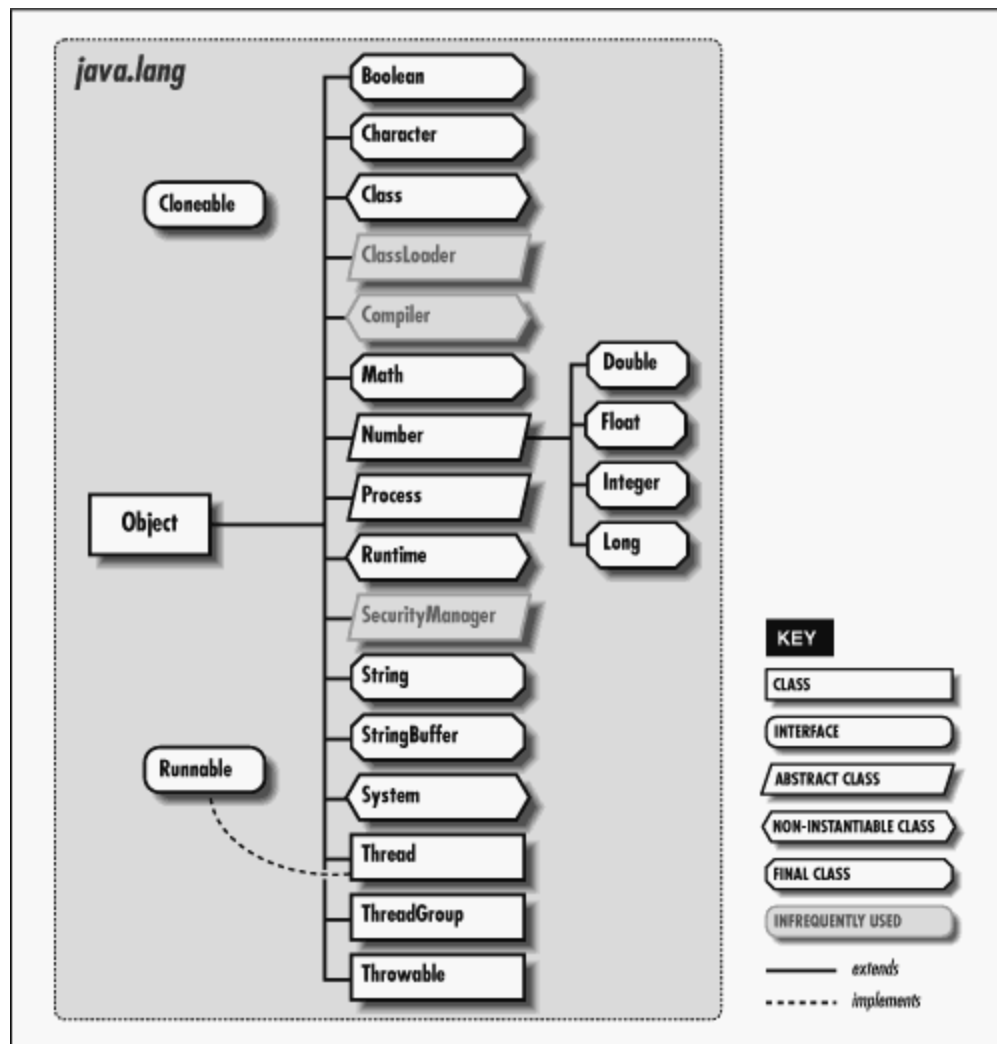 java.lang
Boolean
Character
Cloneable
Class
ClassLoader
Compiler
Math
Number
Process
Object
Runtime
SecurityManager
String
StringBuffer
Runnable
System
Thread
ThreadGroup
Throwable
Double
Float
Integer
Long
KEY
CLASS
INTERFACE
ABSTRACT CLASS
NON-INSTANTIABLE CLASS
FINAL CLASS
INFREQUENTLY USED
extends
implements